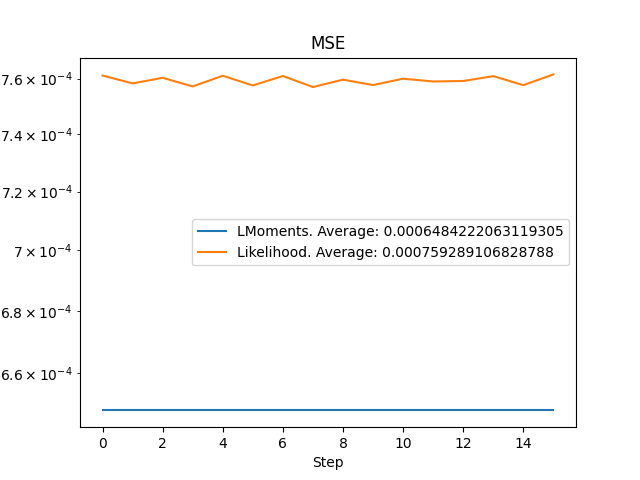 MSE
7.6 × 10⁻⁴
7.4 × 10⁻⁴
7.2 × 10⁻⁴
7 × 10⁻⁴
6.8 × 10⁻⁴
6.6 × 10⁻⁴
LMoments. Average: 0.0006484222063119305
Likelihood. Average: 0.000759289106828788
0 2 4 6 8 10 12 14
Step